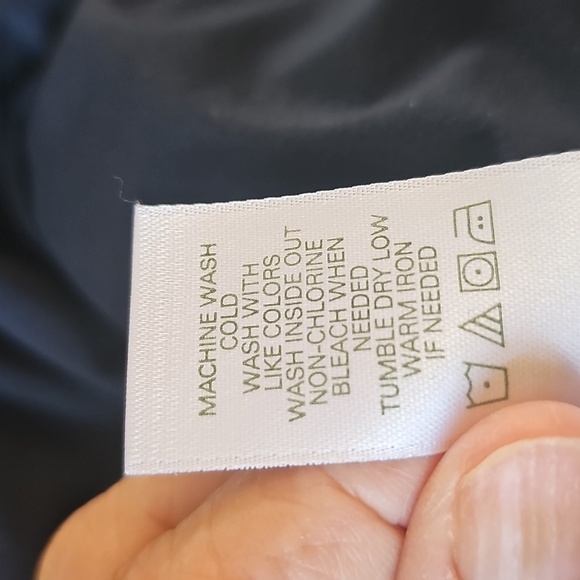 MACHINE WASH
COLD
WASH WITH
LIKE COLORS
WASH INSIDE OUT
NON-CHLORINE
BLEACH WHEN
NEEDED
TUMBLE DRY LOW
WARM IRON
IF NEEDED